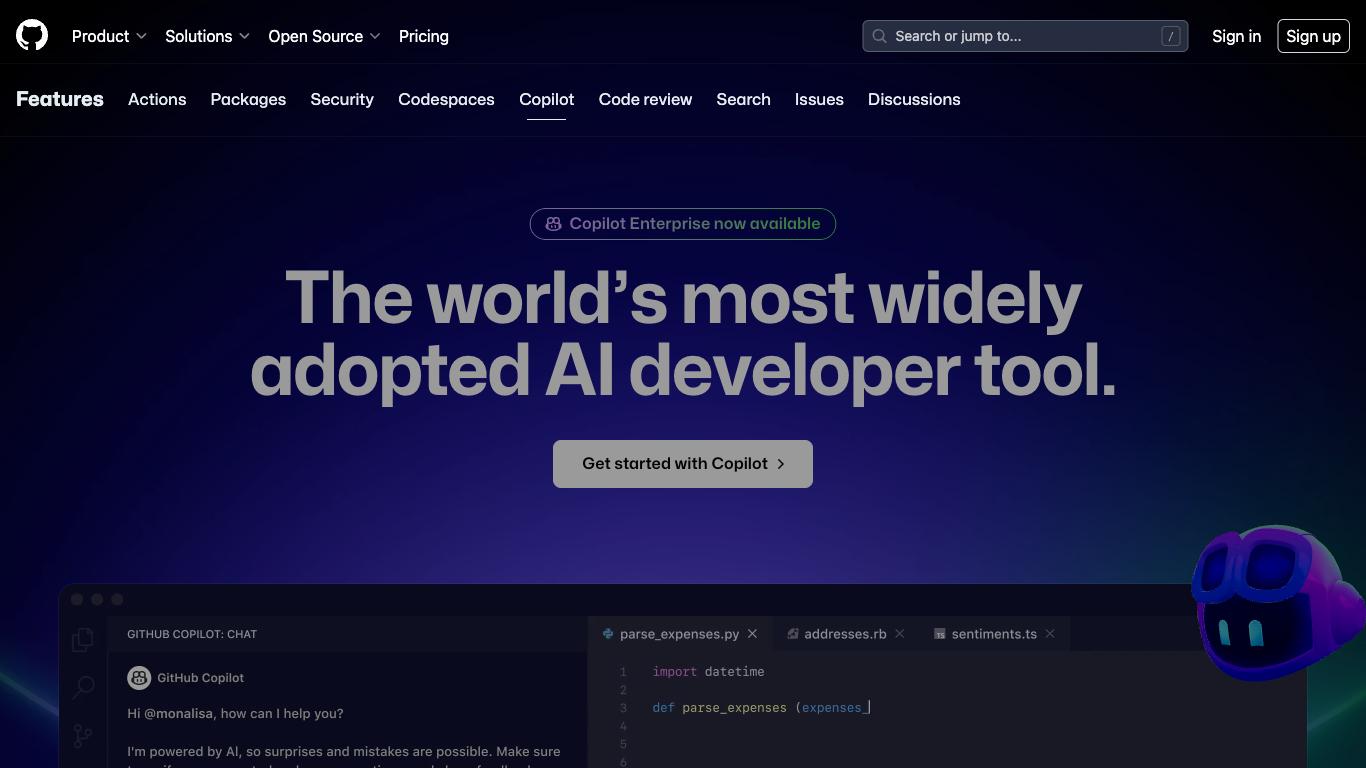 Product Solutions Open Source Pricing Search or jump to... / Sign in Sign up
Features Actions Packages Security Codespaces Copilot Code review Search Issues Discussions
Copilot Enterprise now available
The world’s most widely
adopted AI developer tool.
Get started with Copilot
GITHUB COPILOT: CHAT
GitHub Copilot
Hi @monalisa, how can I help you?
I'm powered by AI, so surprises and mistakes are possible. Make sure
parse_expenses.py addresses.rb TS sentiments.ts
1 import datetime
2
3 def parse_expenses (expenses_
4
5
6